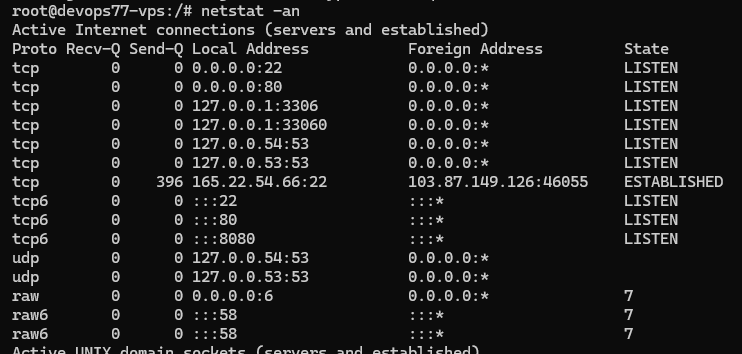 root@devops77-vps:/# netstat -an
Active Internet connections (servers and established)
Proto Recv-Q Send-Q Local Address           Foreign Address         State
tcp        0      0 0.0.0.0:22              0.0.0.0:*               LISTEN
tcp        0      0 0.0.0.0:80              0.0.0.0:*               LISTEN
tcp        0      0 127.0.0.1:3306          0.0.0.0:*               LISTEN
tcp        0      0 127.0.0.1:33060         0.0.0.0:*               LISTEN
tcp        0      0 127.0.0.54:53           0.0.0.0:*               LISTEN
tcp        0      0 127.0.0.53:53           0.0.0.0:*               LISTEN
tcp        0    396 165.22.54.66:22         103.87.149.126:46055    ESTABLISHED
tcp6       0      0 :::22                   :::*                    LISTEN
tcp6       0      0 :::80                   :::*                    LISTEN
tcp6       0      0 :::8080                 :::*                    LISTEN
udp        0      0 127.0.0.54:53           0.0.0.0:*
udp        0      0 127.0.0.53:53           0.0.0.0:*
raw        0      0 0.0.0.0:6               0.0.0.0:*               7
raw6       0      0 :::58                   :::*                    7
raw6       0      0 :::58                   :::*                    7
Active UNIX domain sockets (servers and established)